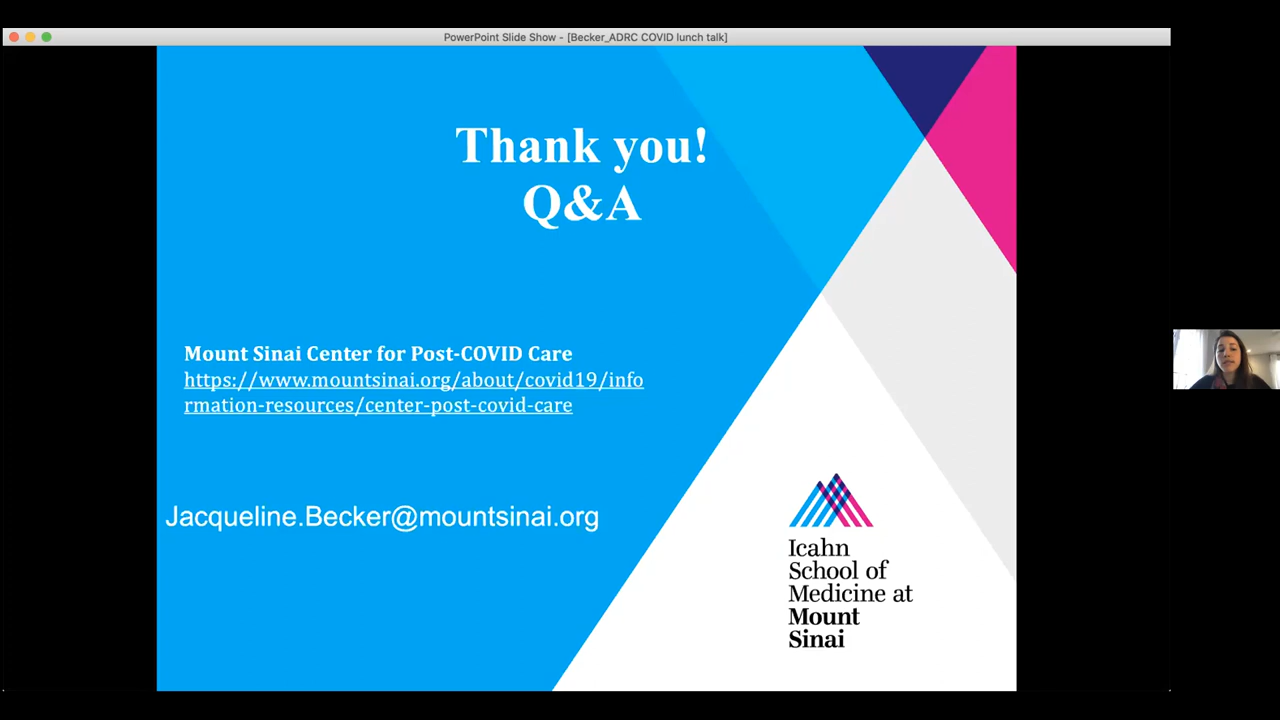 PowerPoint Slide Show - [Becker_ADRC COVID lunch talk]
Thank you!
Q&A
Mount Sinai Center for Post-COVID Care
https://www.mountsinai.org/about/covid19/info
rmation-resources/center-post-covid-care
Jacqueline.Becker@mountsinai.org
Icahn
School of
Medicine at
Mount
Sinai